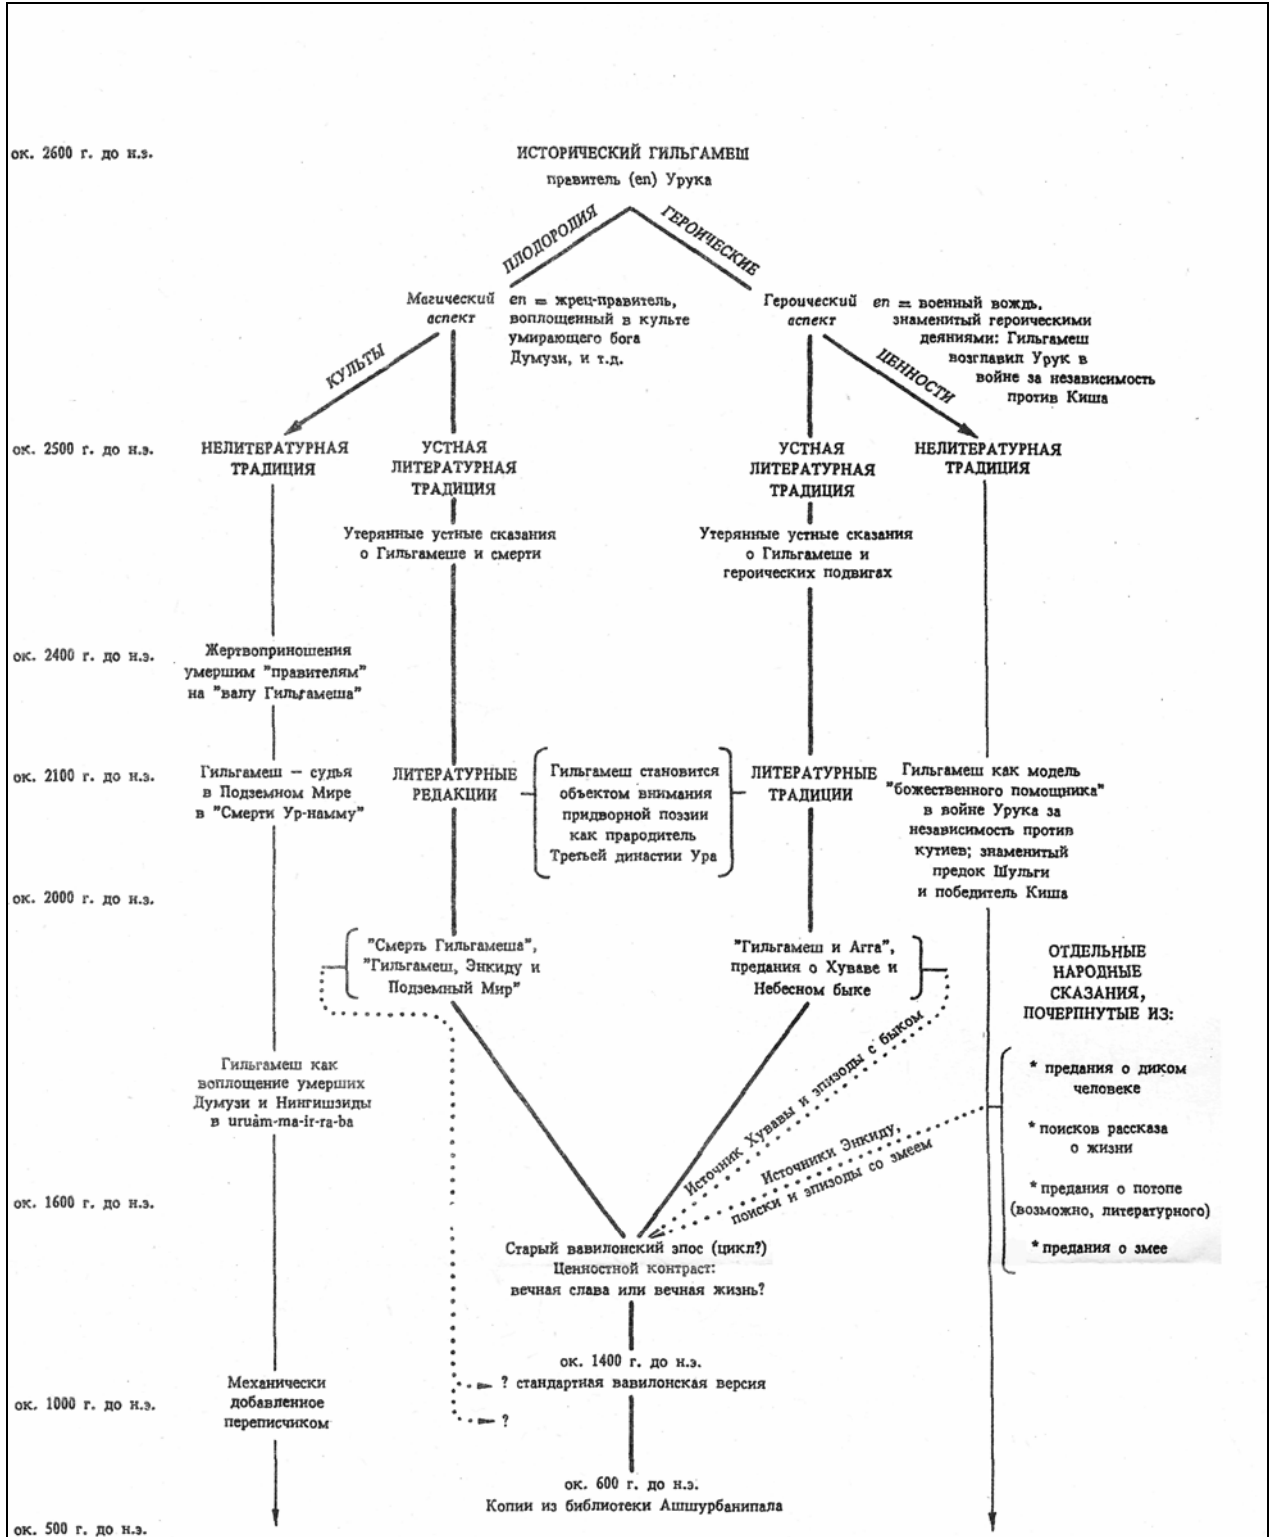 ок. 2600 г. до н.э.
ИСТОРИЧЕСКИЙ ГИЛЬГАМЕШ
правитель (en) Урука
ПЛОДОРОДИЯ
ГЕРОИЧЕСКИЕ
Магический
аспект
en = жрец-правитель,
воплощенный в культе
умирающего бога
Думузи, и т.д.
Героический
аспект
en = военный вождь,
знаменитый героическими
деяниями: Гильгамеш
возглавил Урук в
войне за независимость
против Киша
КУЛЬТЫ
ЦЕННОСТИ
ок. 2500 г. до н.э.
НЕЛИТЕРАТУРНАЯ
ТРАДИЦИЯ
УСТНАЯ
ЛИТЕРАТУРНАЯ
ТРАДИЦИЯ
УСТНАЯ
ЛИТЕРАТУРНАЯ
ТРАДИЦИЯ
НЕЛИТЕРАТУРНАЯ
ТРАДИЦИЯ
Утерянные устные сказания
о Гильгамеше и смерти
Утерянные устные сказания
о Гильгамеше и
героических подвигах
ок. 2400 г. до н.э.
Жертвоприношения
умершим "правителям"
на "валу Гильгамеша"
ок. 2100 г. до н.э.
Гильгамеш — судья
в Подземном Мире
в "Смерти Ур-намму"
ЛИТЕРАТУРНЫЕ
РЕДАКЦИИ
Гильгамеш становится
объектом внимания
придворной поэзии
как прародитель
Третьей династии Ура
ЛИТЕРАТУРНЫЕ
ТРАДИЦИИ
Гильгамеш как модель
"божественного помощника"
в войне Урука за
независимость против
кутиев; знаменитый
предок Шульги
и победитель Киша
ок. 2000 г. до н.э.
"Смерть Гильгамеша",
"Гильгамеш, Энкиду и
Подземный Мир"
"Гильгамеш и Агга",
предания о Хуваве и
Небесном быке
ОТДЕЛЬНЫЕ
НАРОДНЫЕ
СКАЗАНИЯ,
ПОЧЕРПНУТЫЕ ИЗ:
* предания о диком
человеке
* поисков рассказа
о жизни
* предания о потопе
(возможно, литературного)
* предания о змее
Гильгамеш как
воплощение умерших
Думузи и Нингишзиды
в uruàm-ma-ir-ra-ba
Источник Хувавы и эпизоды с быком
Источники Энкиду,
поиски и эпизоды со змеем
ок. 1600 г. до н.э.
Старый вавилонский эпос (цикл?)
Ценностной контраст:
вечная слава или вечная жизнь?
ок. 1400 г. до н.э.
? стандартная вавилонская версия
?
ок. 1000 г. до н.э.
Механически
добавленное
переписчиком
ок. 600 г. до н.э.
Копии из библиотеки Ашшурбанипала
ок. 500 г. до н.э.